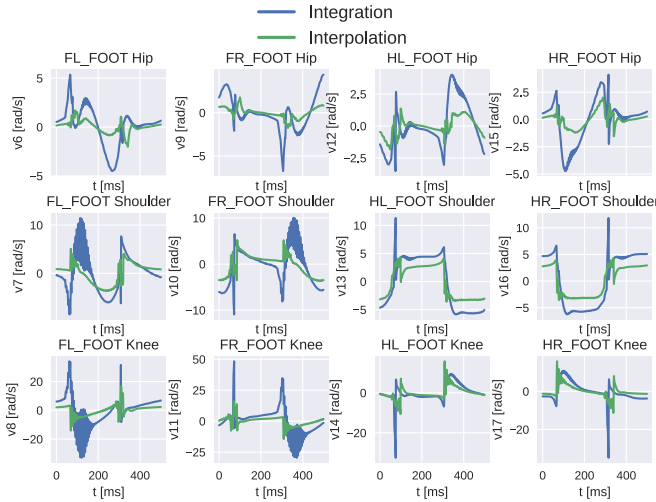 Integration
Interpolation
FL_FOOT Hip
FR_FOOT Hip
HL_FOOT Hip
HR_FOOT Hip
v6 [rad/s]
5
0
−5
v9 [rad/s]
0
−5
v12 [rad/s]
2.5
0.0
−2.5
v15 [rad/s]
2.5
0.0
−2.5
−5.0
t [ms]
t [ms]
t [ms]
t [ms]
FL_FOOT Shoulder
FR_FOOT Shoulder
HL_FOOT Shoulder
HR_FOOT Shoulder
v7 [rad/s]
10
0
v10 [rad/s]
10
0
−10
v13 [rad/s]
10
5
0
−5
v16 [rad/s]
10
5
0
−5
t [ms]
t [ms]
t [ms]
t [ms]
FL_FOOT Knee
FR_FOOT Knee
HL_FOOT Knee
HR_FOOT Knee
v8 [rad/s]
20
0
−20
v11 [rad/s]
50
25
0
−25
v14 [rad/s]
0
−20
v17 [rad/s]
0
−20
0 200 400
0 200 400
0 200 400
0 200 400
t [ms]
t [ms]
t [ms]
t [ms]